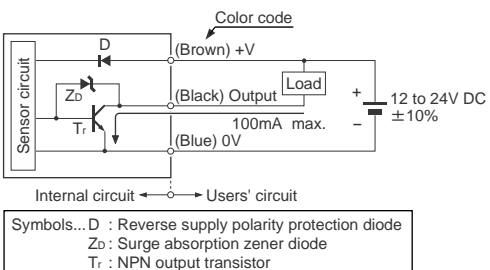 Color code
D
(Brown) +V
Sensor circuit
ZD
Load
(Black) Output
+
12 to 24V DC
±10%
Tr
100mA max.
−
(Blue) 0V
Internal circuit
Users' circuit
Symbols... D : Reverse supply polarity protection diode
ZD : Surge absorption zener diode
Tr : NPN output transistor